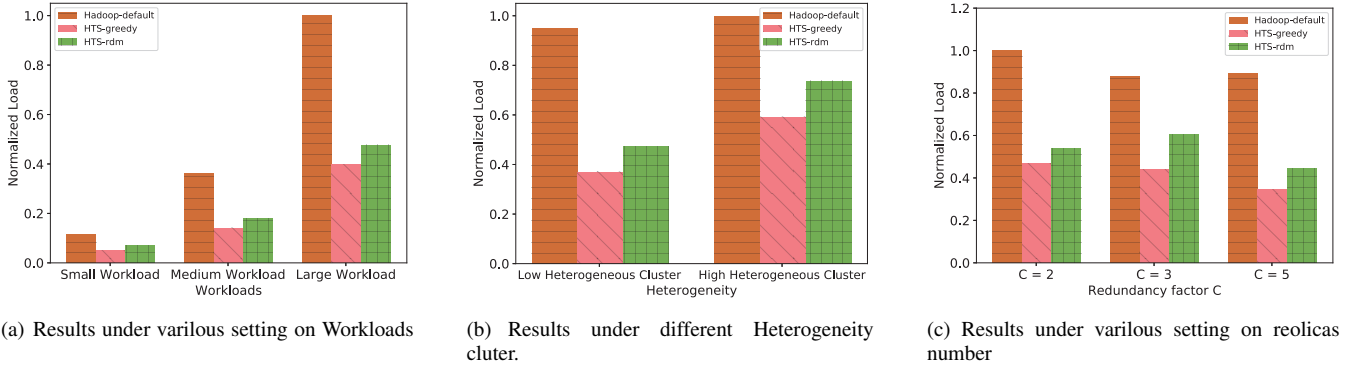 1.0
0.8
0.6
0.4
0.2
0.0
Normalized Load
Hadoop-default
HTS-greedy
HTS-rdm
Small Workload Medium Workload Large Workload
Workloads
(a) Results under varilous setting on Workloads
1.0
0.8
0.6
0.4
0.2
0.0
Normalized Load
Hadoop-default
HTS-greedy
HTS-rdm
Low Heterogeneous Cluster High Heterogeneous Cluster
Heterogeneity
(b) Results under different Heterogeneity
cluter.
1.2
1.0
0.8
0.6
0.4
0.2
0.0
Normalized Load
Hadoop-default
HTS-greedy
HTS-rdm
C = 2 C = 3 C = 5
Redundancy factor C
(c) Results under varilous setting on reolicas
number